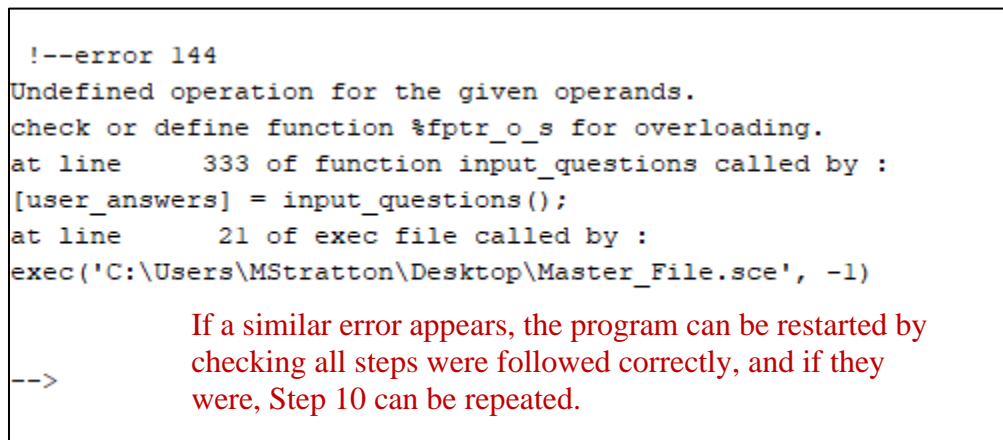 !--error 144
Undefined operation for the given operands.
check or define function %fptr_o_s for overloading.
at line     333 of function input_questions called by :
[user_answers] = input_questions();
at line      21 of exec file called by :
exec('C:\Users\MStratton\Desktop\Master_File.sce', -1)
If a similar error appears, the program can be restarted by
checking all steps were followed correctly, and if they
were, Step 10 can be repeated.
-->